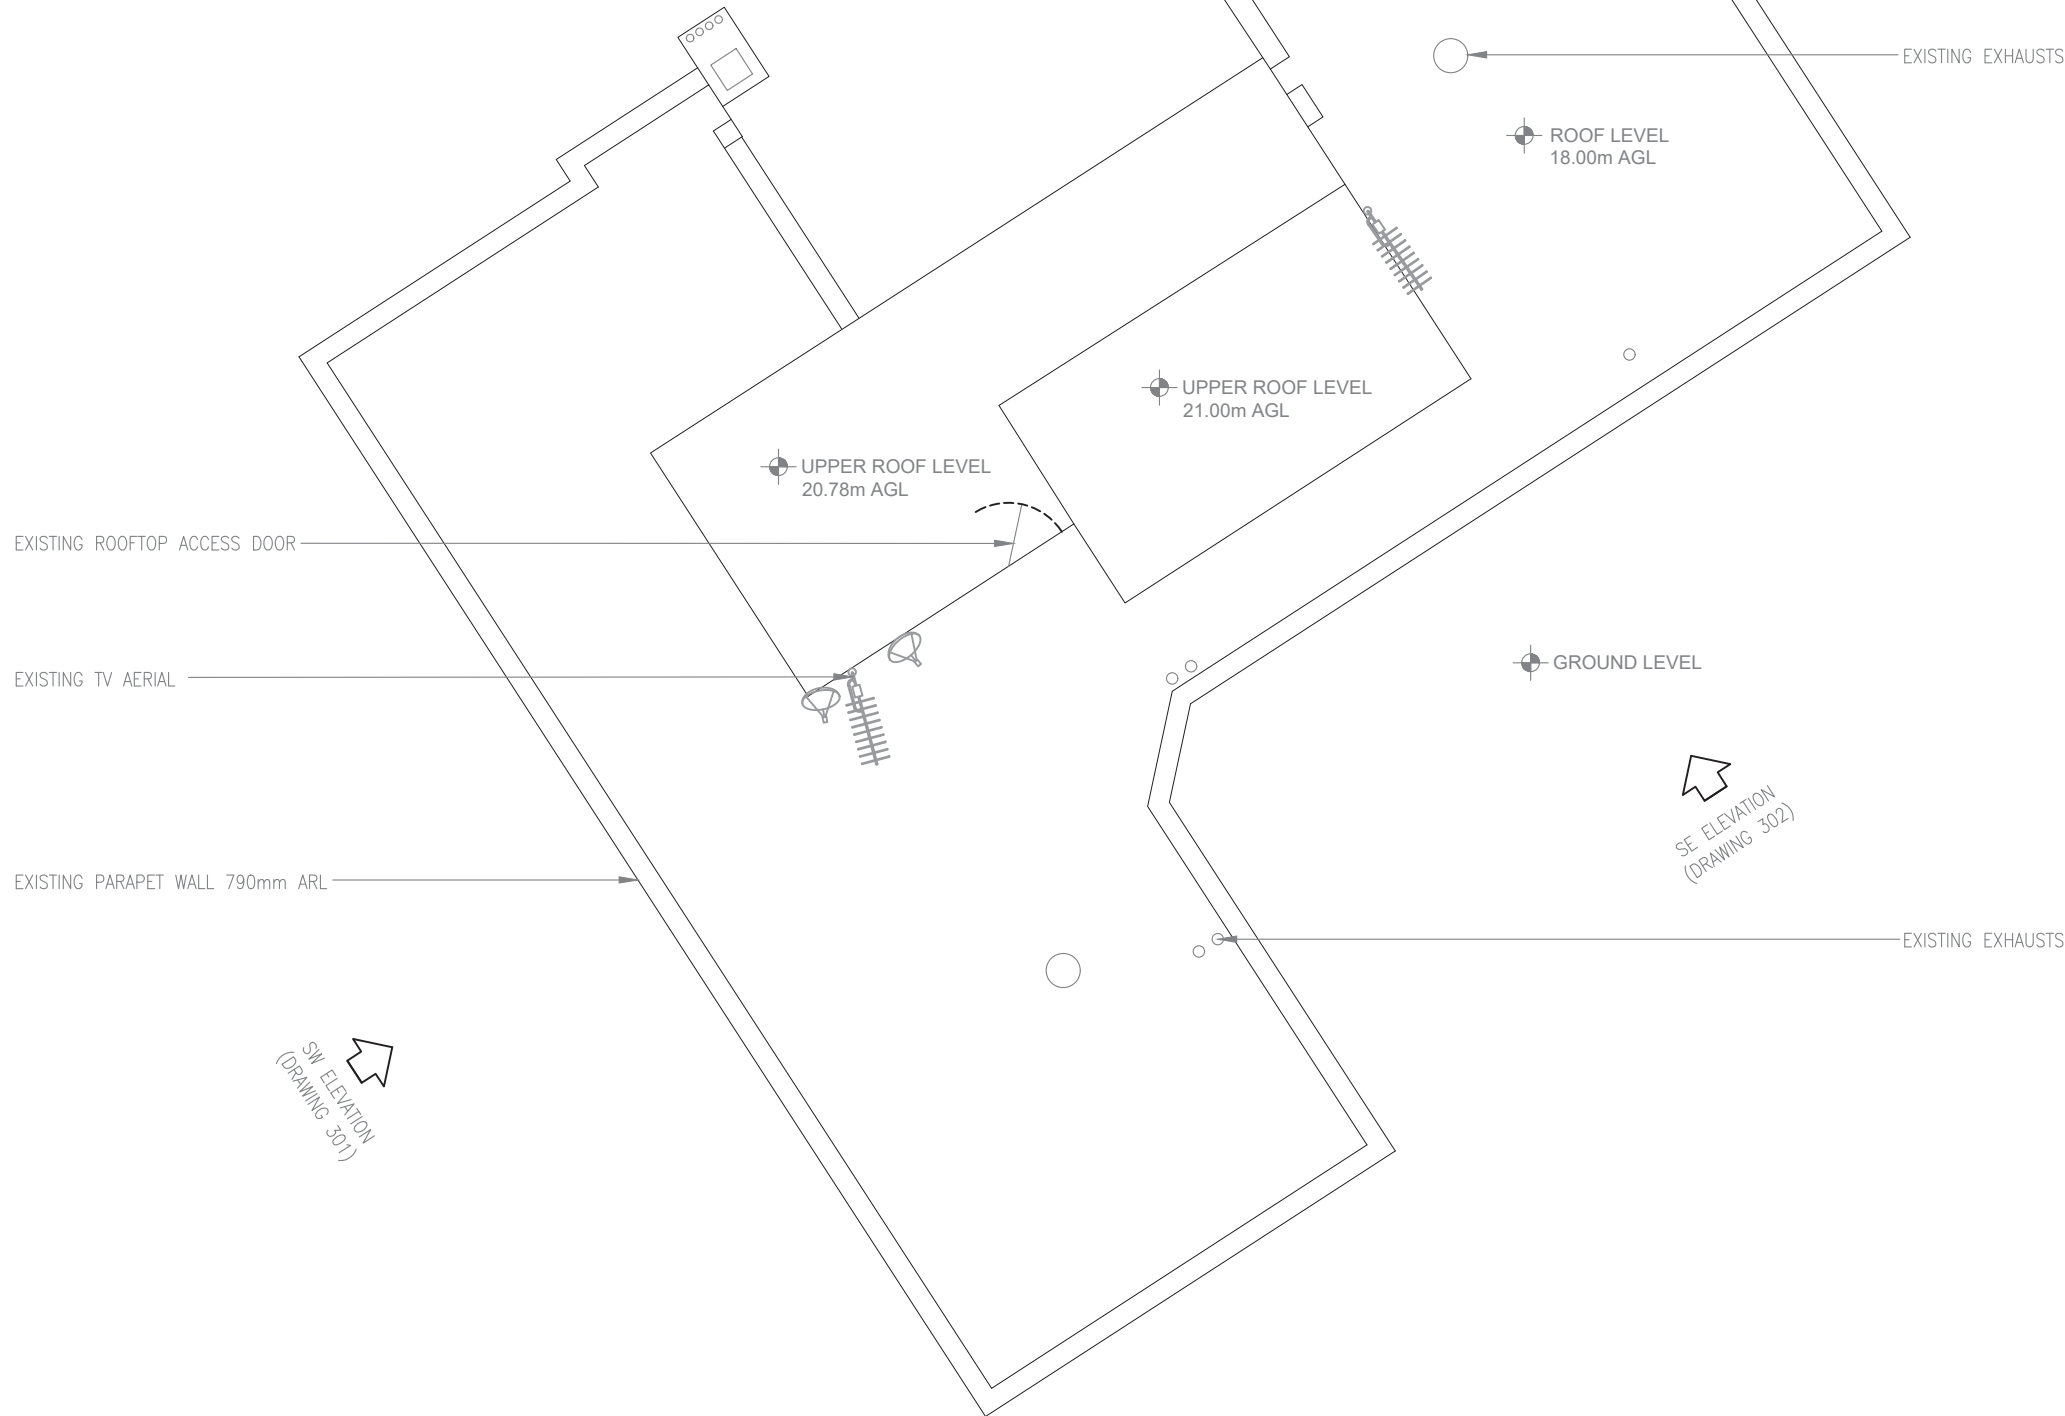 EXISTING EXHAUSTS
ROOF LEVEL
18.00m AGL
UPPER ROOF LEVEL
21.00m AGL
UPPER ROOF LEVEL
20.78m AGL
EXISTING ROOFTOP ACCESS DOOR
GROUND LEVEL
EXISTING TV AERIAL
SE ELEVATION
(DRAWING 302)
EXISTING PARAPET WALL 790mm ARL
EXISTING EXHAUSTS
SW ELEVATION
(DRAWING 301)